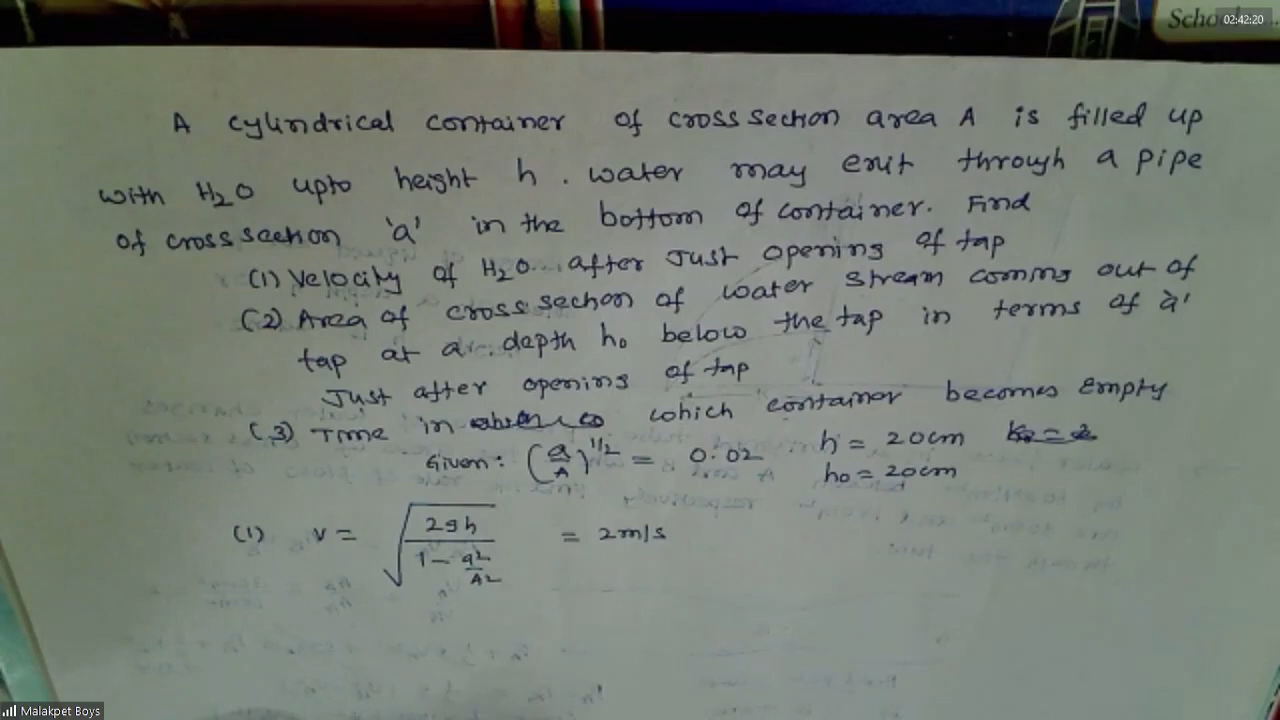 Schol
02:42:20
A cylindrical container of cross section area A is filled up
with H₂O upto height h. water may exit through a pipe
of cross section 'a' in the bottom of container. Find
(1) Velocity of H₂O after Just opening of tap
(2) Area of cross section of water stream coming out of
tap at a depth h₀ below the tap in terms of 'a'
Just after opening of tap
(3) Time in which container becomes Empty
Given: (a/A)^1/2 = 0.02 h = 20cm
h₀ = 20cm
(1) v = √(2gh / (1 - a²/A²)) = 2m/s
Malakpet Boys